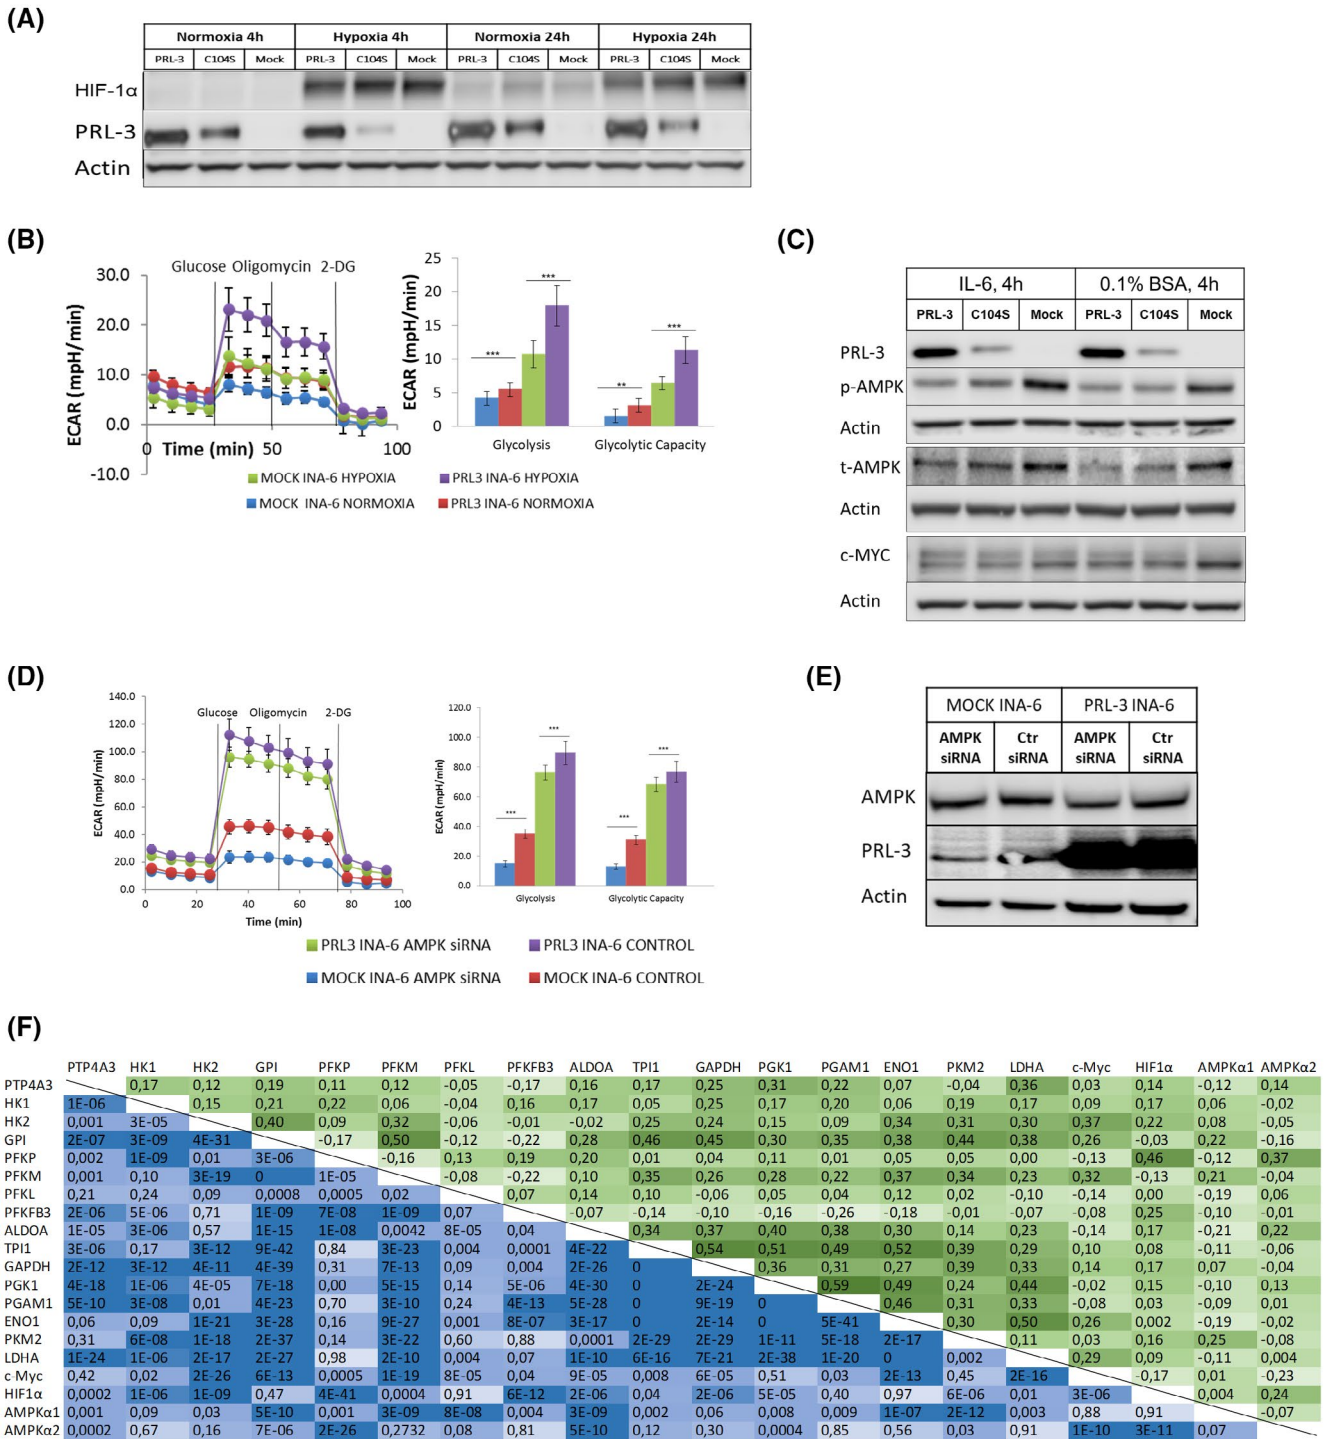 (A)
Normoxia 4h Hypoxia 4h Normoxia 24h Hypoxia 24h
PRL-3 C104S Mock PRL-3 C104S Mock PRL-3 C104S Mock PRL-3 C104S Mock
HIF-1α
PRL-3
Actin
(B)
Glucose Oligomycin 2-DG
ECAR (mpH/min)
30.0
20.0
10.0
0.0
-10.0
0 Time (min) 50 100
ECAR (mpH/min)
25
20
15
10
5
0
*** *** ** ***
Glycolysis Glycolytic Capacity
MOCK INA-6 HYPOXIA PRL3 INA-6 HYPOXIA
MOCK INA-6 NORMOXIA PRL3 INA-6 NORMOXIA
(C)
IL-6, 4h 0.1% BSA, 4h
PRL-3 C104S Mock PRL-3 C104S Mock
PRL-3
p-AMPK
Actin
t-AMPK
Actin
c-MYC
Actin
(D)
Glucose Oligomycin 2-DG
ECAR (mpH/min)
140.0
120.0
100.0
80.0
60.0
40.0
20.0
0.0
0 20 40 60 80 100
Time (min)
ECAR (mpH/min)
120.0
100.0
80.0
60.0
40.0
20.0
0.0
*** *** *** ***
Glycolysis Glycolytic Capacity
PRL3 INA-6 AMPK siRNA PRL3 INA-6 CONTROL
MOCK INA-6 AMPK siRNA MOCK INA-6 CONTROL
(E)
MOCK INA-6 PRL-3 INA-6
AMPK siRNA Ctr siRNA AMPK siRNA Ctr siRNA
AMPK
PRL-3
Actin
(F)
PTP4A3 HK1 HK2 GPI PFKP PFKM PFKL PFKFB3 ALDOA TPI1 GAPDH PGK1 PGAM1 ENO1 PKM2 LDHA c-Myc HIF1α AMPKα1 AMPKα2
PTP4A3 0,17 0,12 0,19 0,11 0,12 -0,05 -0,17 0,16 0,17 0,25 0,31 0,22 0,07 -0,04 0,36 0,03 0,14 -0,12 0,14
HK1 1E-06 0,15 0,21 0,22 0,06 -0,04 0,16 0,17 0,05 0,25 0,17 0,20 0,06 0,19 0,17 0,09 0,17 0,06 -0,02
HK2 0,001 3E-05 0,40 0,09 0,32 -0,06 -0,01 -0,02 0,25 0,24 0,15 0,09 0,34 0,31 0,30 0,37 0,22 0,08 -0,05
GPI 2E-07 3E-09 4E-31 -0,17 0,50 -0,12 -0,22 0,28 0,46 0,45 0,30 0,35 0,38 0,44 0,38 0,26 -0,03 0,22 -0,16
PFKP 0,002 1E-09 0,01 3E-06 -0,16 0,13 0,19 0,20 0,01 0,04 0,11 0,01 0,05 0,05 0,00 -0,13 0,46 -0,12 0,37
PFKM 0,001 0,10 3E-19 0 1E-05 -0,08 -0,22 0,10 0,35 0,26 0,28 0,22 0,37 0,34 0,23 0,32 -0,13 0,21 -0,04
PFKL 0,21 0,24 0,09 0,0008 0,0005 0,02 0,07 0,14 0,10 -0,06 0,05 0,04 0,12 0,02 -0,10 -0,14 0,00 -0,19 0,06
PFKFB3 2E-06 5E-06 0,71 1E-09 7E-08 1E-09 0,07 -0,07 -0,14 -0,10 -0,16 -0,26 -0,18 -0,01 -0,07 -0,08 0,25 -0,10 0,01
ALDOA 1E-05 3E-06 0,57 1E-15 1E-08 0,0042 8E-05 0,04 0,34 0,37 0,40 0,38 0,30 0,14 0,23 -0,14 0,17 -0,21 0,22
TPI1 3E-06 0,17 3E-12 9E-42 0,84 3E-23 0,004 0,0001 4E-22 0,54 0,51 0,49 0,52 0,39 0,29 0,10 0,08 -0,11 -0,06
GAPDH 2E-12 3E-12 4E-11 4E-39 0,31 7E-13 0,09 0,004 2E-26 0 0,36 0,31 0,27 0,39 0,33 0,14 0,17 0,07 -0,04
PGK1 4E-18 1E-06 4E-05 7E-18 0,00 5E-15 0,14 5E-06 4E-30 0 2E-24 0,59 0,49 0,24 0,44 -0,02 0,15 -0,10 0,13
PGAM1 5E-10 3E-08 0,01 4E-23 0,70 3E-10 0,24 4E-13 5E-28 0 9E-19 0 0,46 0,31 0,33 -0,08 0,03 -0,09 0,01
ENO1 0,06 0,09 1E-21 3E-28 0,16 9E-27 0,001 8E-07 3E-17 0 2E-14 0 5E-41 0,30 0,50 0,26 0,002 -0,13 0,02
PKM2 0,31 6E-08 1E-18 2E-37 0,14 3E-22 0,60 0,88 0,0001 2E-29 2E-29 1E-11 5E-18 2E-17 0,11 0,03 0,16 0,25 -0,08
LDHA 1E-24 1E-06 2E-17 2E-27 0,98 2E-10 0,004 0,07 1E-10 6E-16 7E-21 2E-38 1E-20 0 0,002 0,29 0,09 -0,11 0,004
c-Myc 0,42 0,02 2E-26 6E-13 0,0005 1E-19 8E-05 0,04 9E-05 0,008 6E-05 0,51 0,03 2E-13 0,45 2E-16 -0,17 0,01 -0,23
HIF1α 0,0002 1E-06 1E-09 0,47 4E-41 0,0004 0,91 6E-12 2E-06 0,04 2E-06 5E-05 0,40 0,97 6E-06 0,01 3E-06 0,004 0,24
AMPKα1 0,001 0,09 0,03 5E-10 0,001 3E-09 8E-08 0,004 3E-09 0,002 0,06 0,008 0,009 1E-07 2E-12 0,003 0,88 0,91 -0,07
AMPKα2 0,0002 0,67 0,16 7E-06 2E-26 0,2732 0,08 0,81 5E-10 0,12 0,30 0,0004 0,85 0,56 0,03 0,91 1E-10 3E-11 0,07